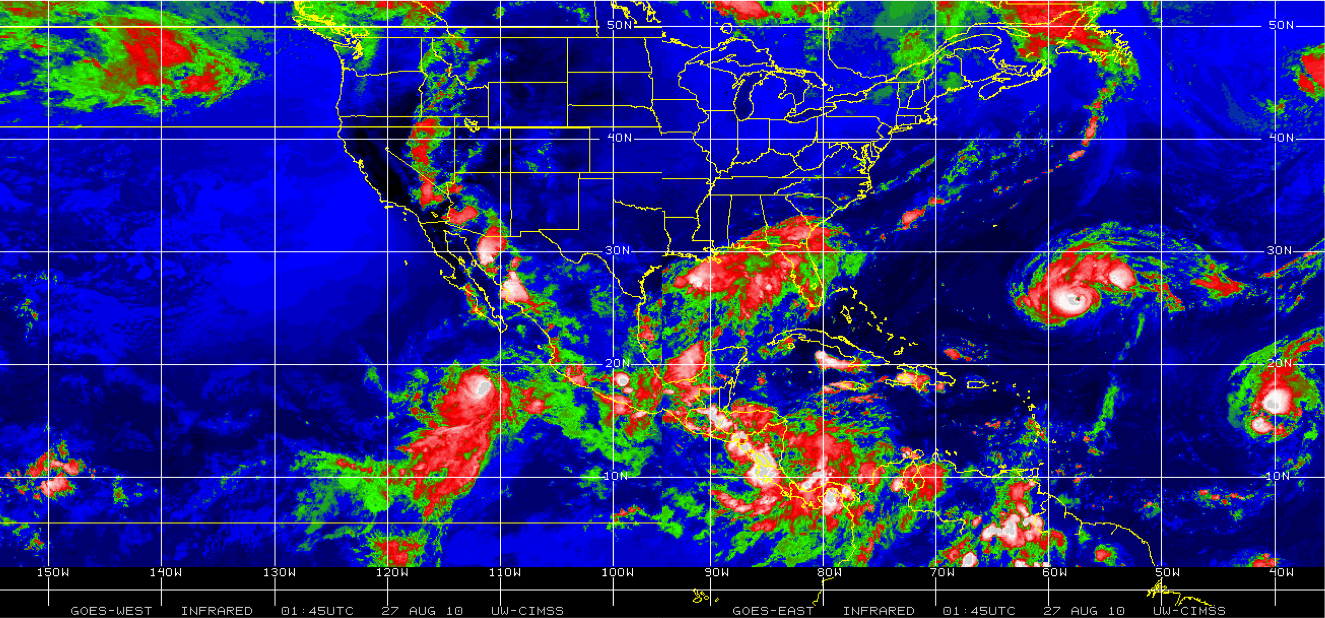 50N 50N
40N 40N
30N 30N
20N 20N
10N 10N
150W 140W 130W 120W 110W 100W 90W 80W 70W 60W 50W 40W
GOES-WEST INFRARED 01:45UTC 27 AUG 10 UW-CIMSS GOES-EAST INFRARED 01:45UTC 27 AUG 10 UW-CIMSS